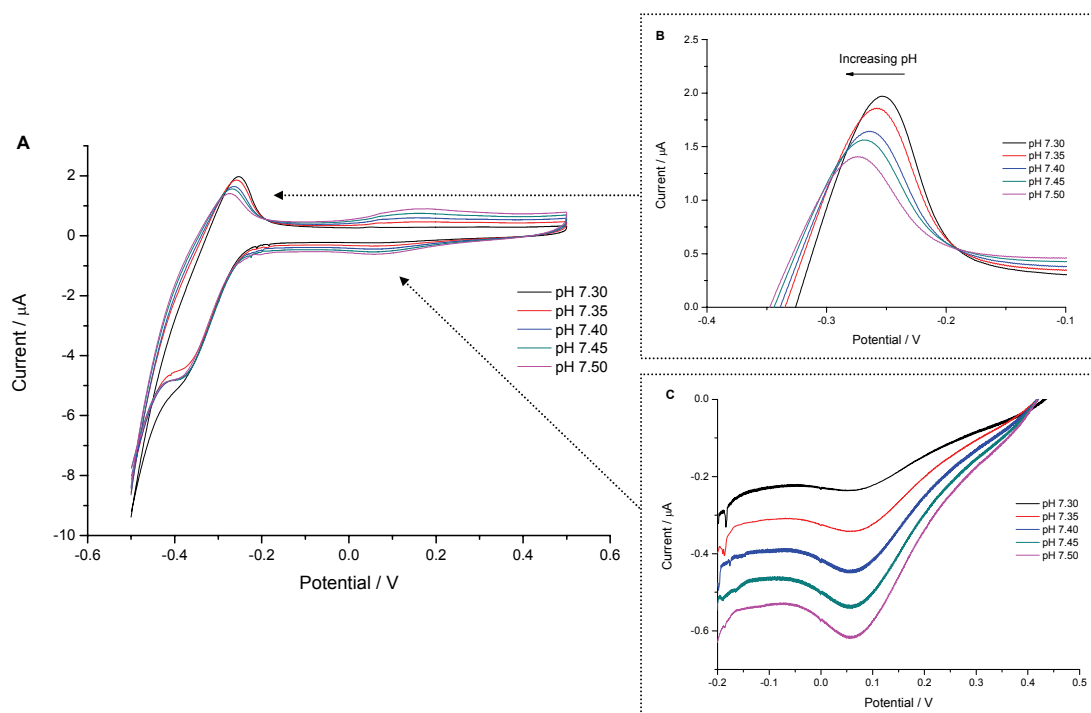 A
Current / µA
2
0
-2
-4
-6
-8
-10
-0.6
-0.4
-0.2
0.0
0.2
0.4
0.6
Potential / V
pH 7.30
pH 7.35
pH 7.40
pH 7.45
pH 7.50
B
Increasing pH
Current / µA
2.5
2.0
1.5
1.0
0.5
0.0
-0.4
-0.3
-0.2
-0.1
Potential / V
pH 7.30
pH 7.35
pH 7.40
pH 7.45
pH 7.50
C
Current / µA
0.0
-0.2
-0.4
-0.6
-0.2
-0.1
0.0
0.1
0.2
0.3
0.4
0.5
Potential / V
pH 7.30
pH 7.35
pH 7.40
pH 7.45
pH 7.50